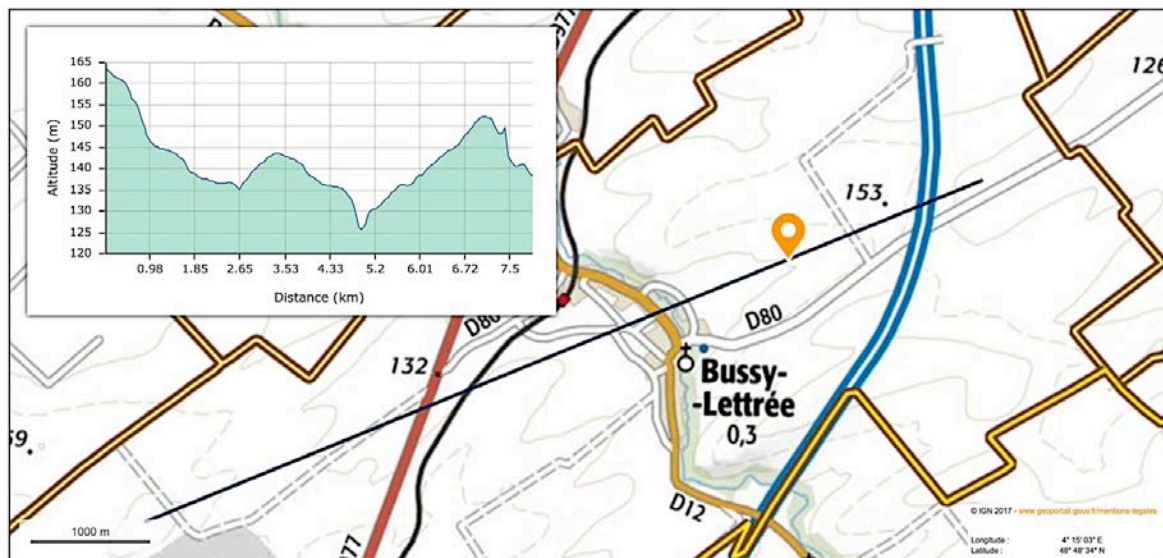 165
160
155
150
145
140
135
130
125
120
Altitude (m)
0.98 1.85 2.65 3.53 4.33 5.2 6.01 6.72 7.5
Distance (km)
126
153
D80
D80
132
Bussy-
-Lettrée
0,3
D12
1000 m
© IGN 2017 - www.geoportail.gouv.fr/mentions-legales
Longitude : 4° 15' 03" E
Latitude : 48° 48' 34" N